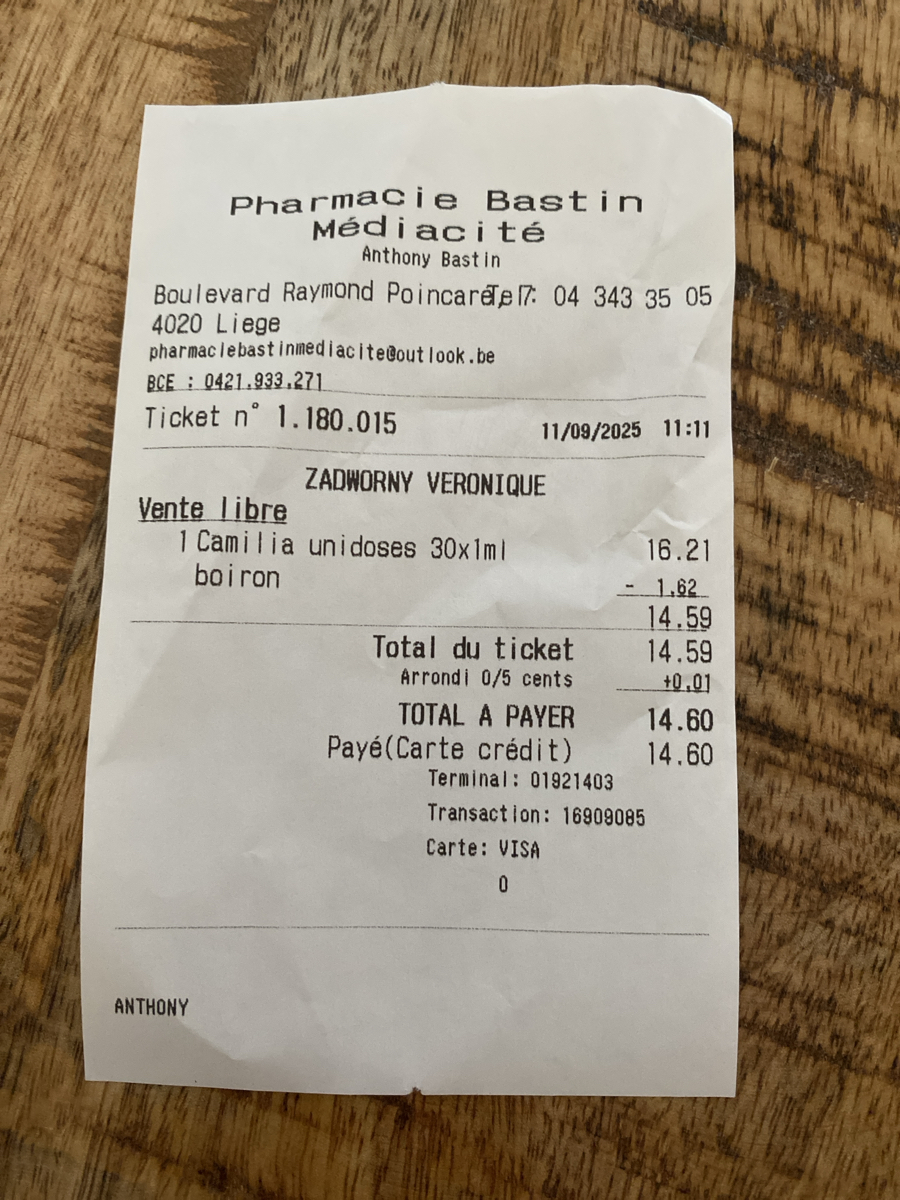 Pharmacie Bastin
Médiacité
Anthony Bastin
Boulevard Raymond Poincaré, 7 Tel: 04 343 35 05
4020 Liege
pharmaciebastinmediacite@outlook.be
BCE : 0421.933.271
Ticket n° 1.180.015 11/09/2025 11:11
ZADWORNY VERONIQUE
Vente libre
1 Camilia unidoses 30x1ml 16.21
boiron - 1.62
14.59
Total du ticket 14.59
Arrondi 0/5 cents +0.01
TOTAL A PAYER 14.60
Payé(Carte crédit) 14.60
Terminal: 01921403
Transaction: 16909085
Carte: VISA
0
ANTHONY